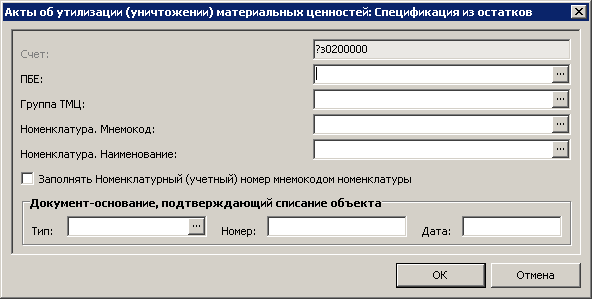 Акты об утилизации (уничтожении) материальных ценностей: Спецификация из остатков
Счет: ?з0200000
ПБЕ: ...
Группа ТМЦ: ...
Номенклатура. Мнемокод: ...
Номенклатура. Наименование: ...
Заполнять Номенклатурный (учетный) номер мнемокодом номенклатуры
Документ-основание, подтверждающий списание объекта
Тип: ... Номер: Дата:
OK Отмена